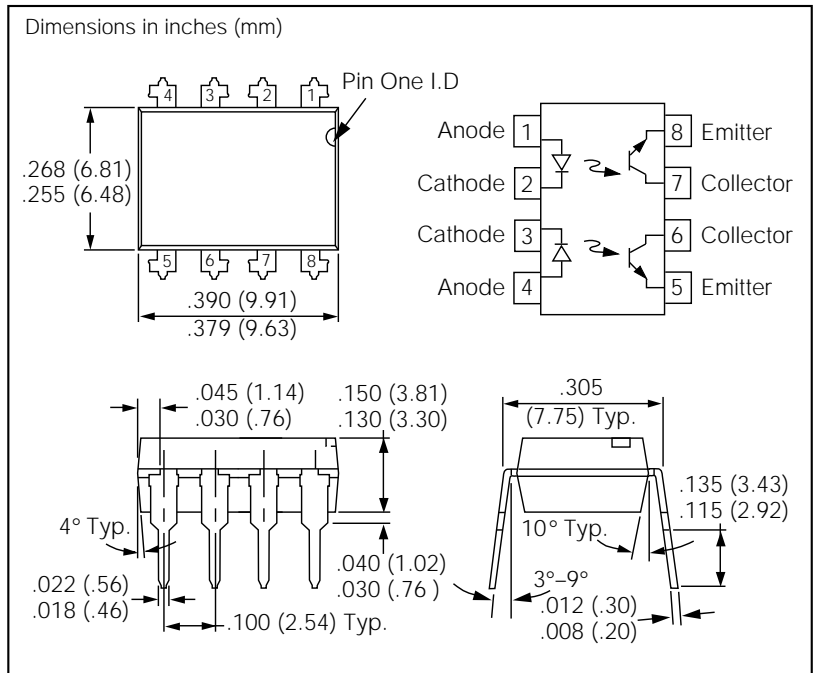 Dimensions in inches (mm)
4 3 2 1
Pin One I.D
.268 (6.81)
.255 (6.48)
5 6 7 8
.390 (9.91)
.379 (9.63)
Anode 1 8 Emitter
Cathode 2 7 Collector
Cathode 3 6 Collector
Anode 4 5 Emitter
.045 (1.14)
.030 (.76)
.150 (3.81)
.130 (3.30)
4° Typ.
.022 (.56)
.018 (.46)
.040 (1.02)
.030 (.76 )
.100 (2.54) Typ.
.305
(7.75) Typ.
.135 (3.43)
.115 (2.92)
10° Typ.
3°–9°
.012 (.30)
.008 (.20)